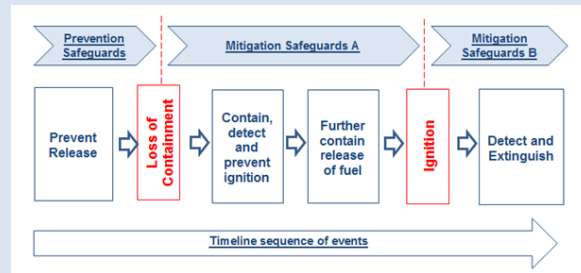 Prevention
Safeguards
Mitigation Safeguards A
Mitigation
Safeguards B
Prevent
Release
Loss of
Containment
Contain,
detect
and
prevent
ignition
Further
contain
release
of fuel
Ignition
Detect and
Extinguish
Timeline sequence of events